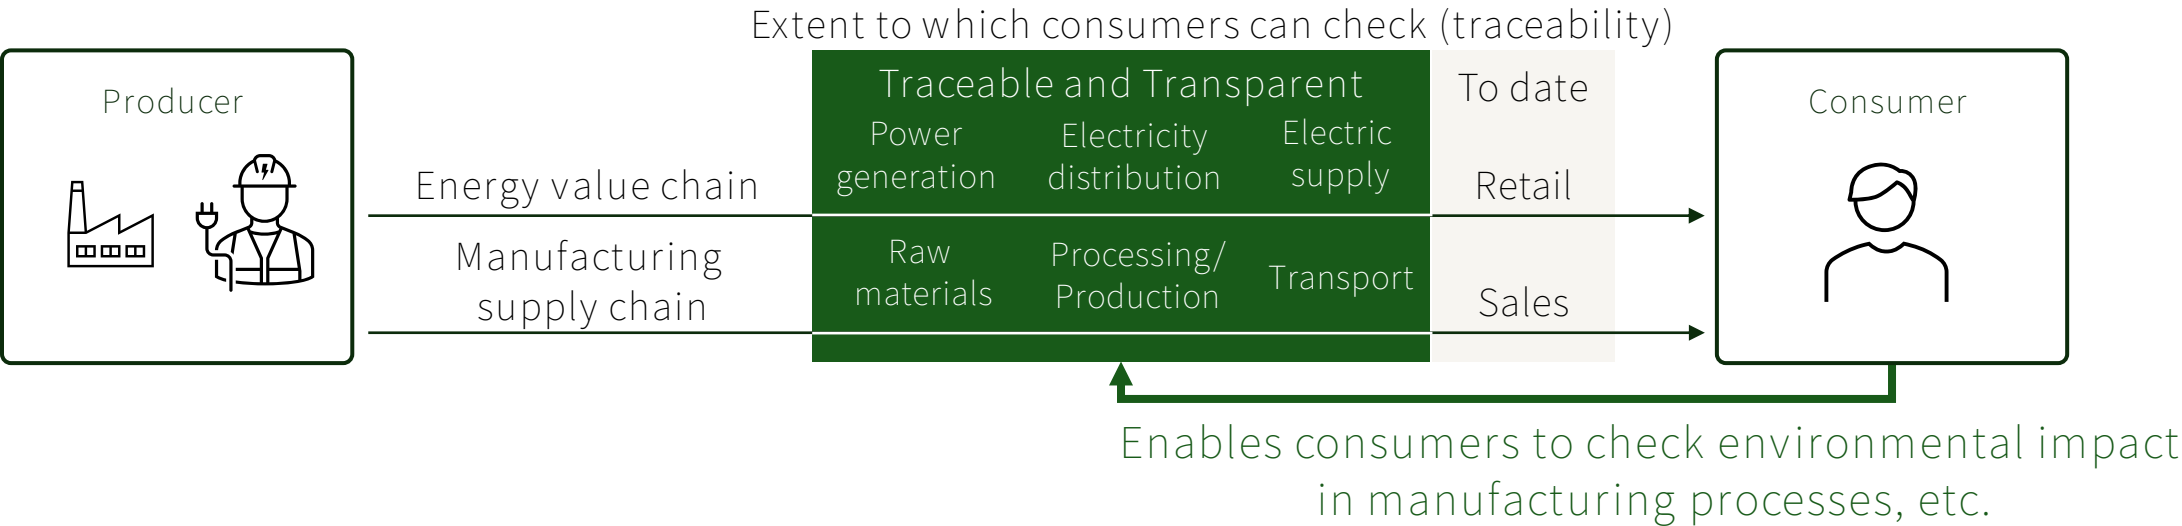 Extent to which consumers can check (traceability)
Producer
Traceable and Transparent
To date
Consumer
Energy value chain
Power
generation
Electricity
distribution
Electric
supply
Retail
Manufacturing
supply chain
Raw
materials
Processing/
Production
Transport
Sales
Enables consumers to check environmental impact
in manufacturing processes, etc.